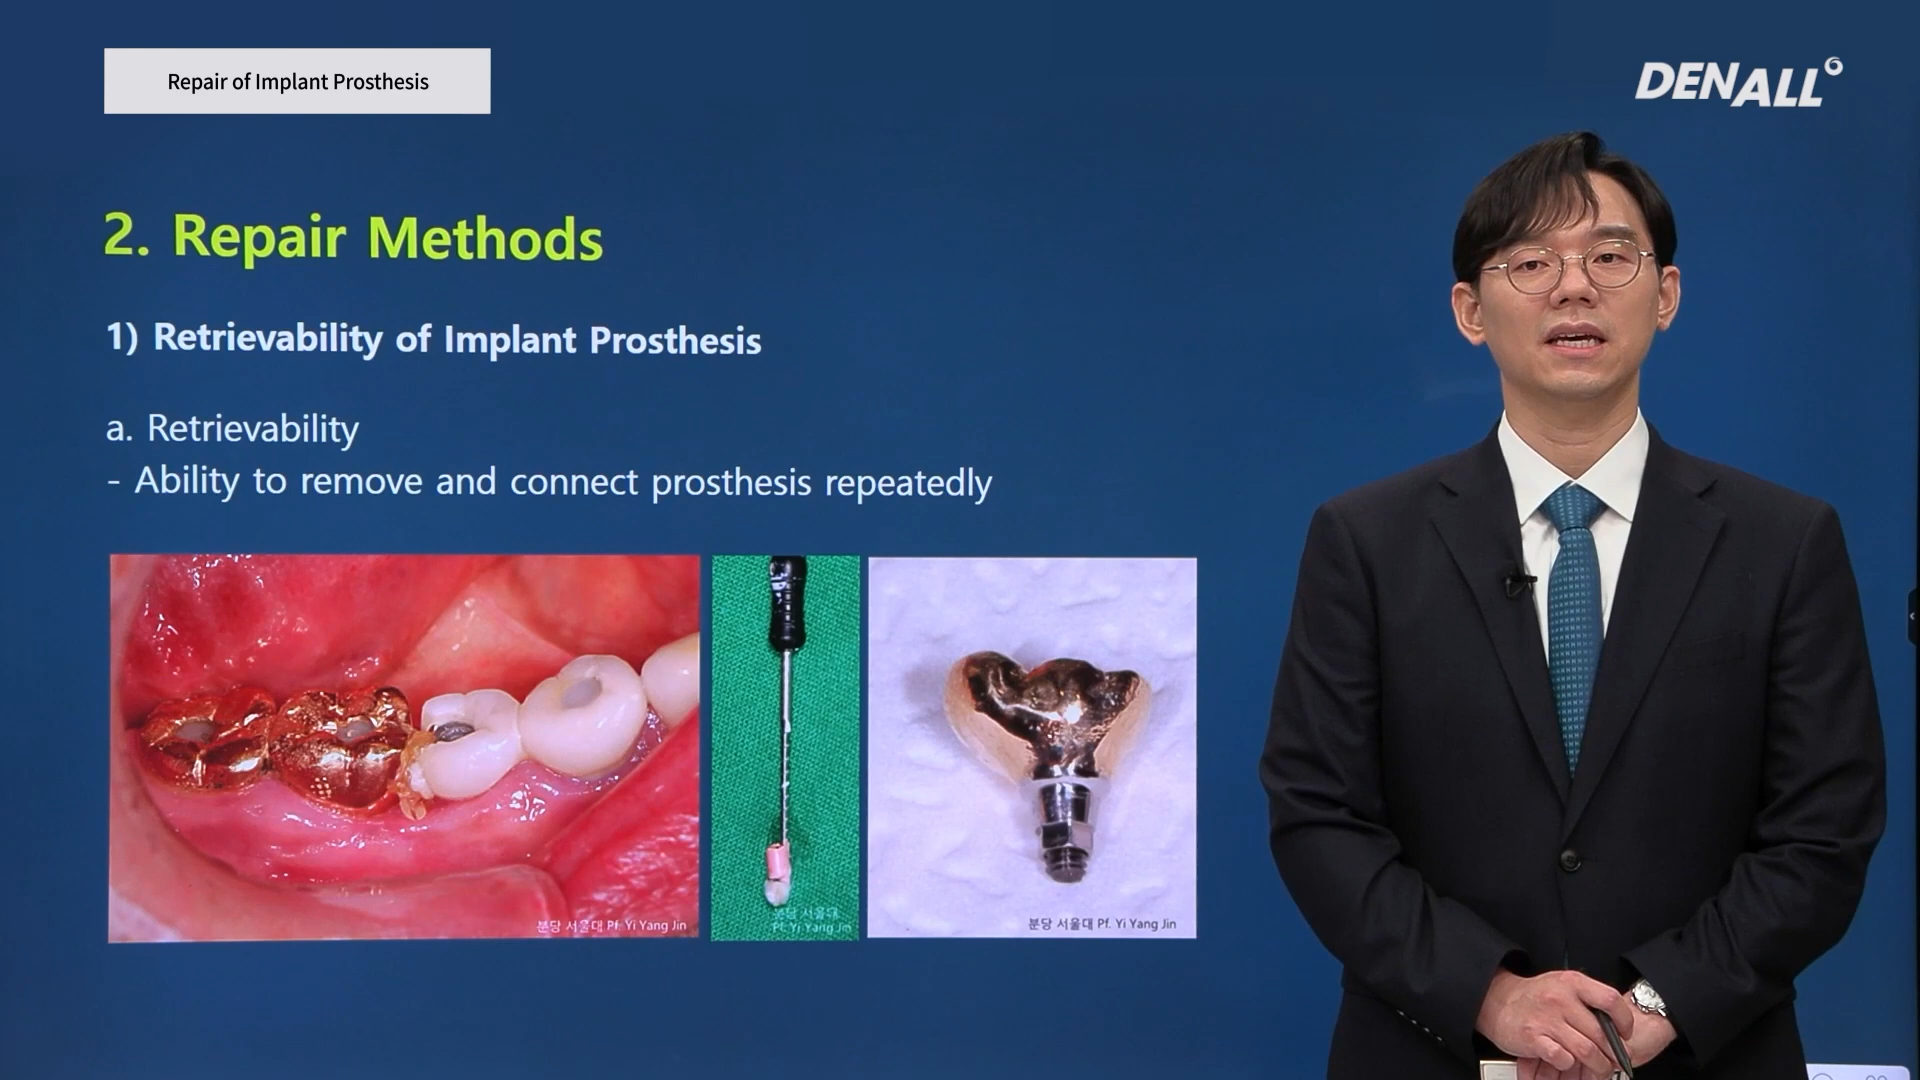 Repair of Implant Prosthesis
DENALL
2. Repair Methods
1) Retrievability of Implant Prosthesis
a. Retrievability
- Ability to remove and connect prosthesis repeatedly
분당 서울대 Pf. Yi Yang Jin
분당 서울대
Pf. Yi Yang Jin
분당 서울대 Pf. Yi Yang Jin